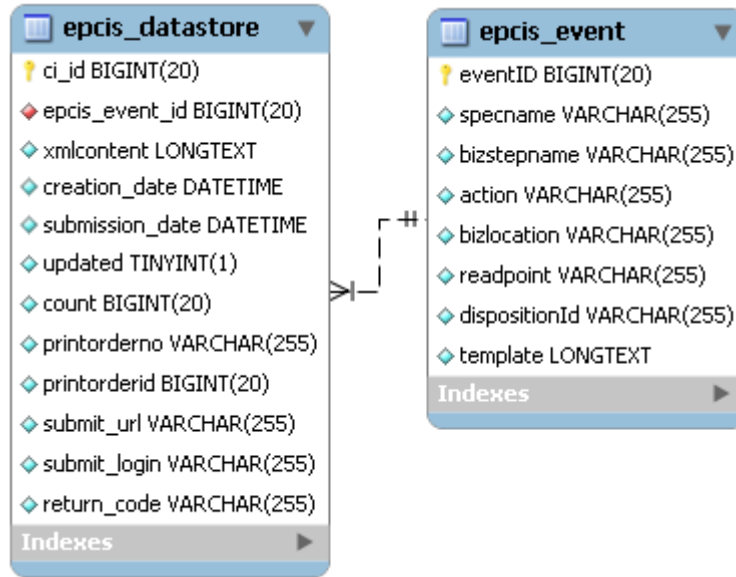 epcis_datastore
ci_id BIGINT(20)
epcis_event_id BIGINT(20)
xmlcontent LONGTEXT
creation_date DATETIME
submission_date DATETIME
updated TINYINT(1)
count BIGINT(20)
printorderno VARCHAR(255)
printorderid BIGINT(20)
submit_url VARCHAR(255)
submit_login VARCHAR(255)
return_code VARCHAR(255)
Indexes
epcis_event
eventID BIGINT(20)
specname VARCHAR(255)
bizstepname VARCHAR(255)
action VARCHAR(255)
bizlocation VARCHAR(255)
readpoint VARCHAR(255)
dispositionId VARCHAR(255)
template LONGTEXT
Indexes